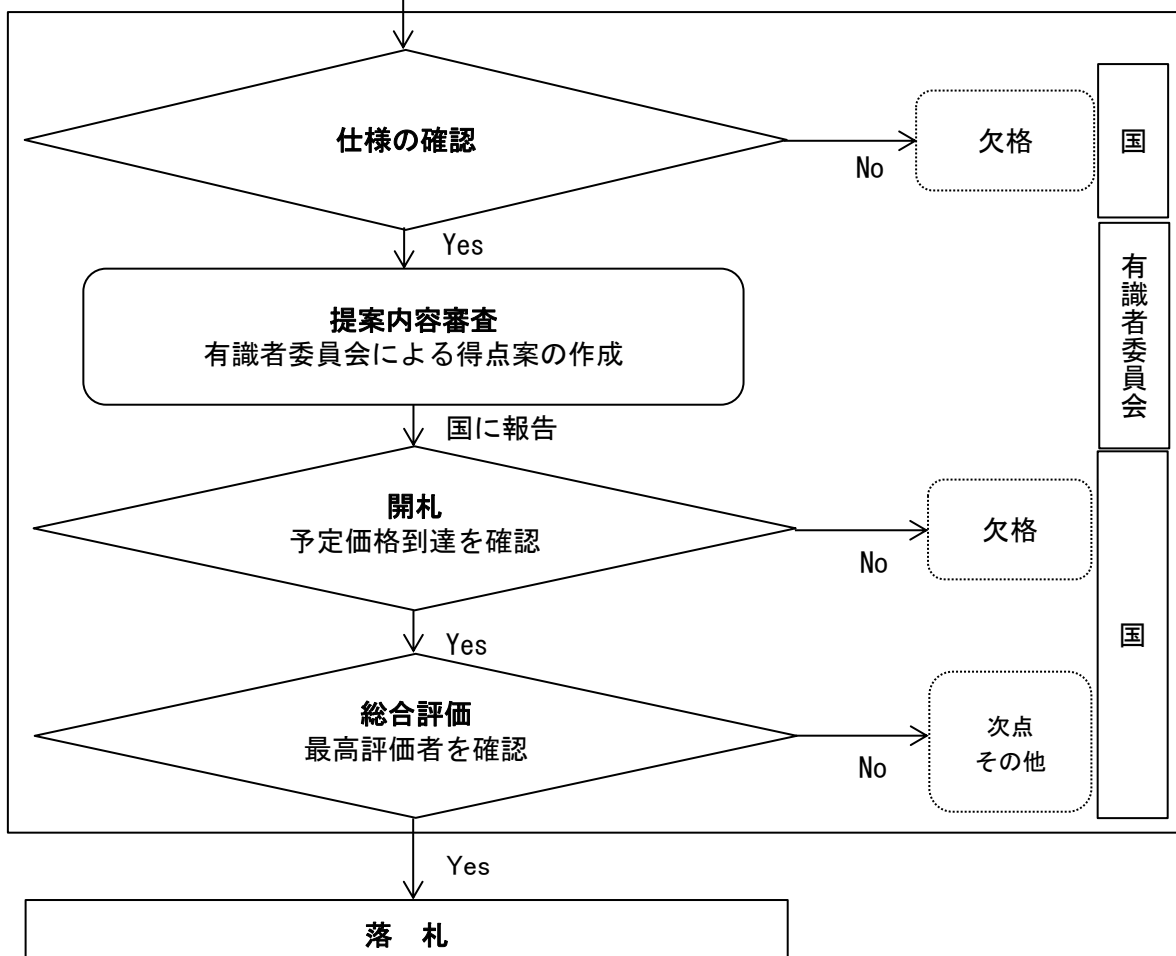 仕様の確認
No
欠格
国
Yes
提案内容審査
有識者委員会による得点案の作成
有識者委員会
国に報告
開札
予定価格到達を確認
No
欠格
国
Yes
総合評価
最高評価者を確認
No
次点
その他
Yes
落 札